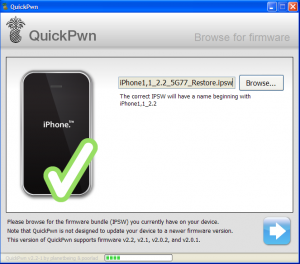 QuickPwn
QuickPwn
Browse for firmware
iPhone1,1_2.2_5G77_Restore.ipsw
Browse...
The correct IPSW will have a name beginning with
iPhone1,1_2.2
iPhone.
Please browse for the firmware bundle (IPSW) you currently have on your device.
Note that QuickPwn is not designed to update your device to a newer firmware version.
This version of QuickPwn supports firmware v2.2, v2.1, v2.0.2, and v2.0.1.